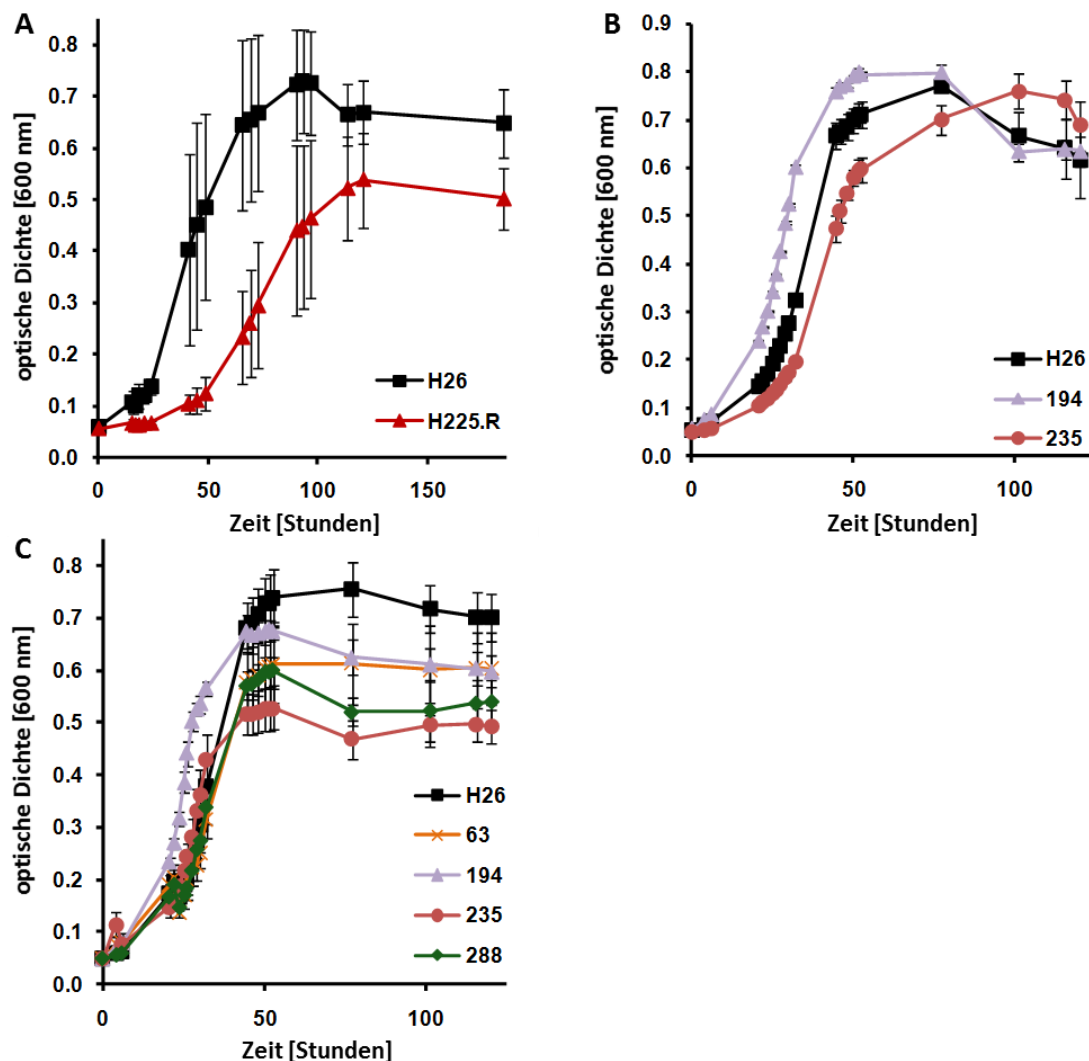 A
optische Dichte [600 nm]
0.8
0.7
0.6
0.5
0.4
0.3
0.2
0.1
0.0
0 50 100 150
Zeit [Stunden]
H26
H225.R
B
optische Dichte [600 nm]
0.9
0.8
0.7
0.6
0.5
0.4
0.3
0.2
0.1
0.0
0 50 100
Zeit [Stunden]
H26
194
235
C
optische Dichte [600 nm]
0.8
0.7
0.6
0.5
0.4
0.3
0.2
0.1
0.0
0 50 100
Zeit [Stunden]
H26
63
194
235
288